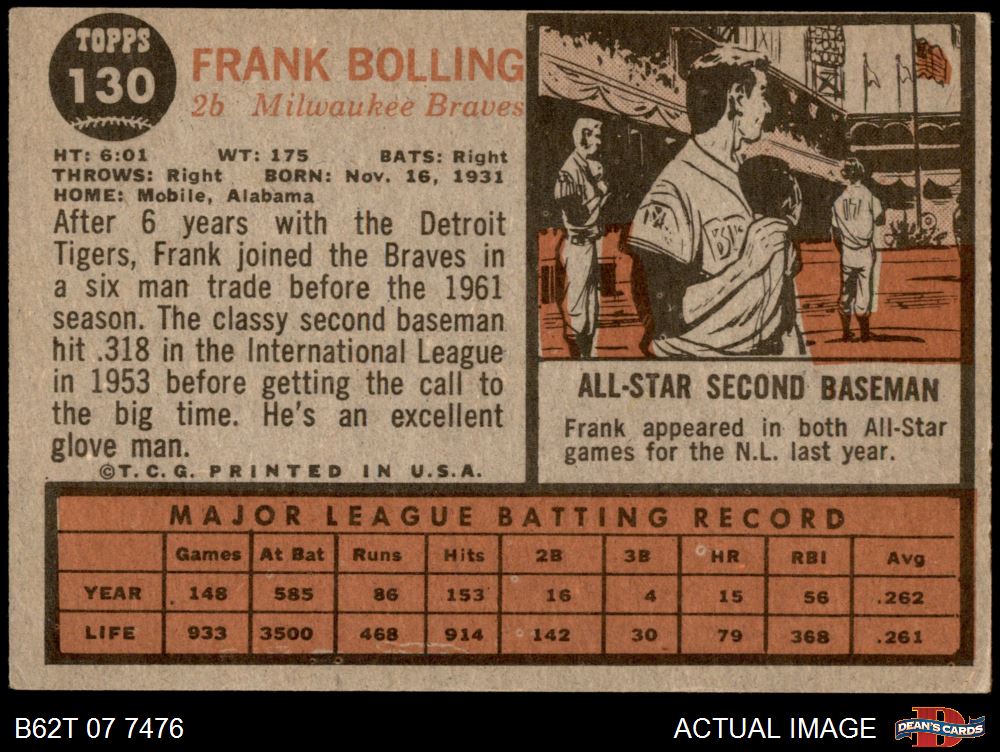 TOPPS
130
FRANK BOLLING
2b Milwaukee Braves
HT: 6:01 WT: 175 BATS: Right
THROWS: Right BORN: Nov. 16, 1931
HOME: Mobile, Alabama
After 6 years with the Detroit
Tigers, Frank joined the Braves in
a six man trade before the 1961
season. The classy second baseman
hit .318 in the International League
in 1953 before getting the call to
the big time. He's an excellent
glove man.
©T.C.G. PRINTED IN U.S.A.
ALL-STAR SECOND BASEMAN
Frank appeared in both All-Star
games for the N.L. last year.
MAJOR LEAGUE BATTING RECORD
Games At Bat Runs Hits 2B 3B HR RBI Avg
YEAR 148 585 86 153 16 4 15 56 .262
LIFE 933 3500 468 914 142 30 79 368 .261
B62T 07 7476
ACTUAL IMAGE
D
DEAN'S CARDS